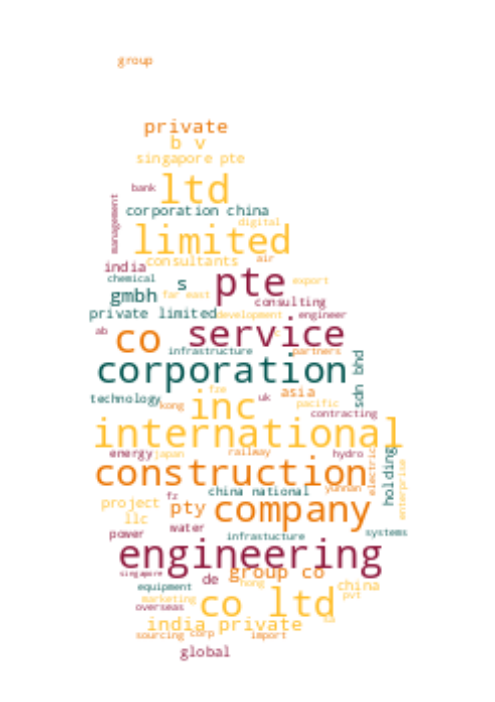 group
private
b v
singapore pte
bank
ltd
management
corporation china
digital
limited
consultants
air
india
chemical
s
pte
export
gmbh
far east
consulting
private limited
development
engineer
ab
co
service
infrastructure
partners
corporation
sdn bhd
technology
fze
inc
uk
asia
kong
pacific
contracting
international
energy
japan
railway
hydro
construction
electric
holding
enterprise
china national
yunnan
project
fz
pty
company
llc
power
water
infrastucture
systems
engineering
singapore
de
group co
equipment
hong
china
pvt
marketing
overseas
co ltd
sa
india private
sourcing
corp
import
global